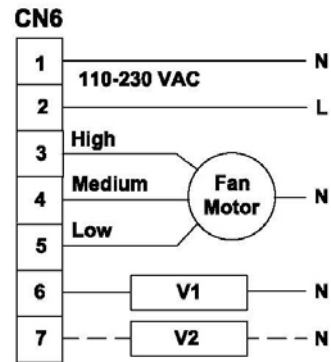 CN6
1 N
110-230 VAC
2 L
3 High
4 Medium Fan Motor N
5 Low
6 V1 N
7 V2 N